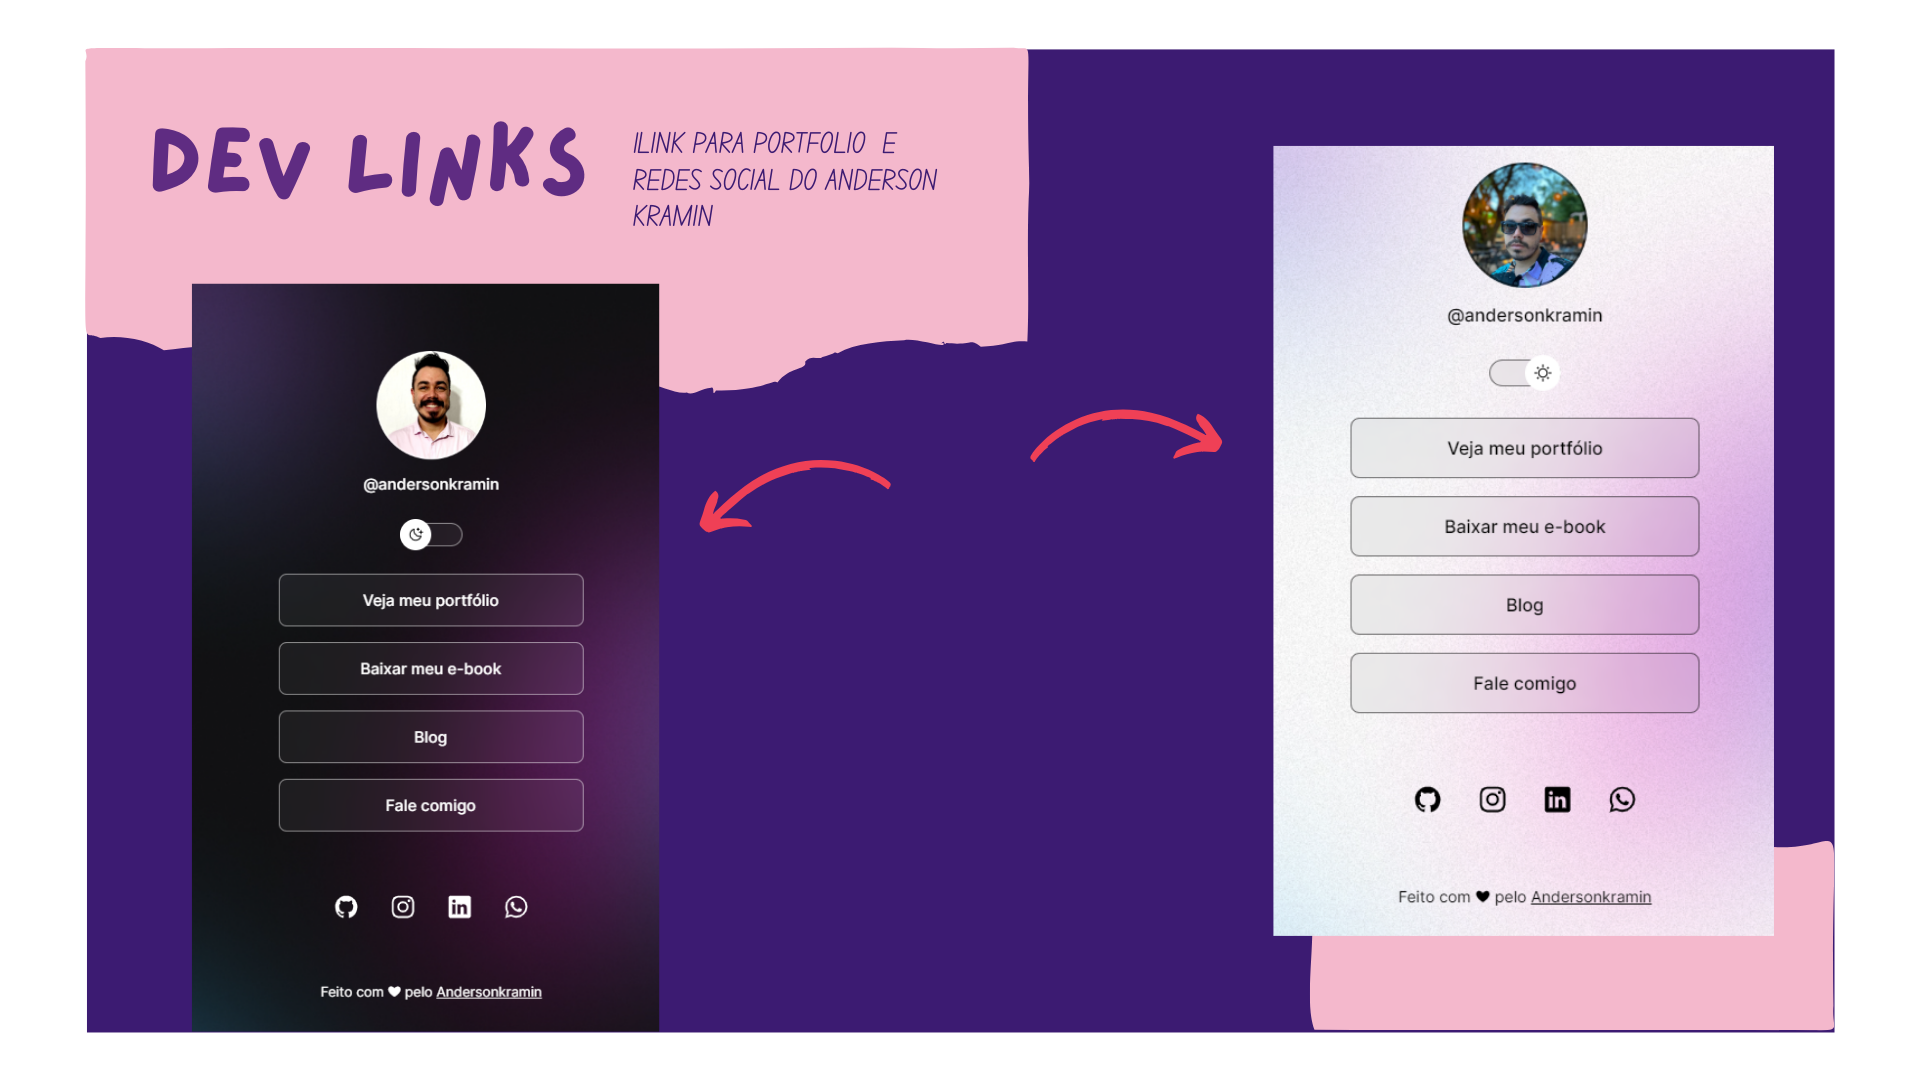 DEV LINKS
ILINK PARA PORTFOLIO E
REDES SOCIAL DO ANDERSON
KRAMIN
@andersonkramin
Veja meu portfólio
Baixar meu e-book
Blog
Fale comigo
in
Feito com ♥ pelo Andersonkramin
@andersonkramin
Veja meu portfólio
Baixar meu e-book
Blog
Fale comigo
in
Feito com ♥ pelo Andersonkramin